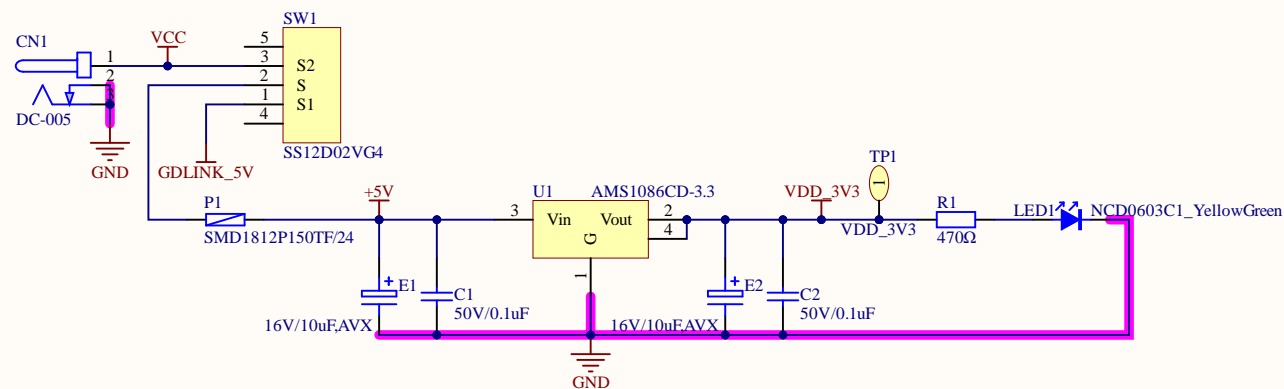 SW1
CN1
VCC
1
2
3
DC-005
GND
5
3
2
1
4
S2
S
S1
SS12D02VG4
GDLINK_5V
P1
SMD1812P150TF/24
+5V
U1
AMS1086CD-3.3
3
Vin
Vout
G
2
4
1
VDD_3V3
TP1
1
VDD_3V3
R1
470Ω
LED1
NCD0603C1_YellowGreen
+
E1
16V/10uF,AVX
C1
50V/0.1uF
+
E2
16V/10uF,AVX
C2
50V/0.1uF
GND